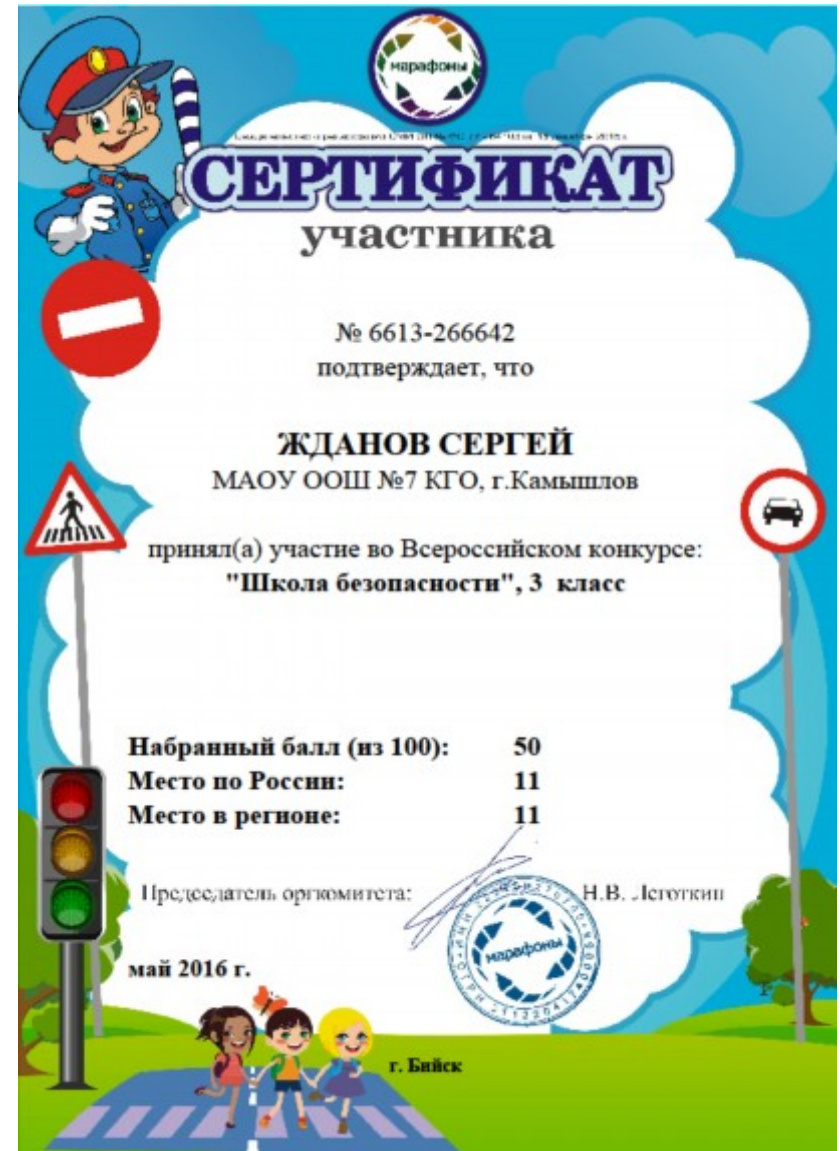 марафоны
СЕРТИФИКАТ
участника
№ 6613-266642
подтверждает, что
ЖДАНОВ СЕРГЕЙ
МАОУ ООШ №7 КГО, г.Камышлов
принял(а) участие во Всероссийском конкурсе:
"Школа безопасности", 3 класс
Набранный балл (из 100): 50
Место по России: 11
Место в регионе: 11
Председатель оргкомитета: Н.В. Леготкин
марафоны
май 2016 г.
г. Бийск